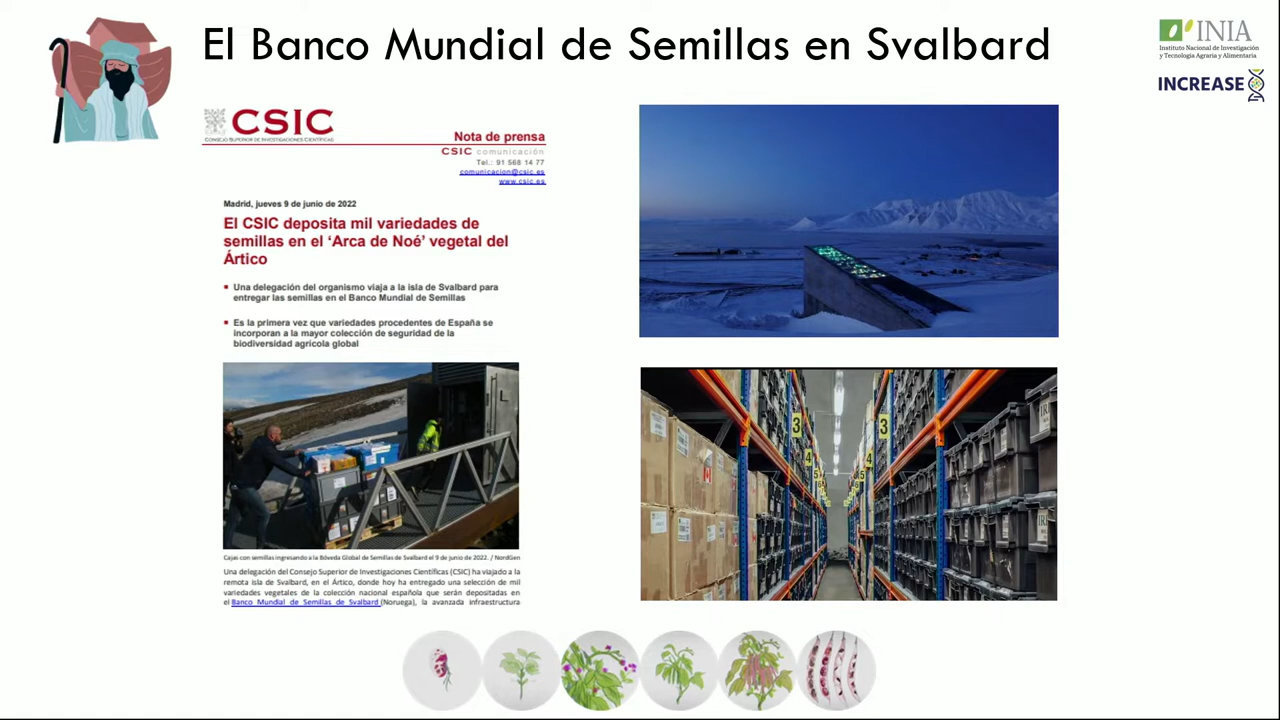 El Banco Mundial de Semillas en Svalbard
INIA
Instituto Nacional de Investigación
y Tecnología Agraria y Alimentaria
INCREASE
CSIC
CONSEJO SUPERIOR DE INVESTIGACIONES CIENTÍFICAS
Nota de prensa
CSIC comunicación
Tel.: 91 568 14 77
comunicacion@csic.es
www.csic.es
Madrid, jueves 9 de junio de 2022
El CSIC deposita mil variedades de
semillas en el ‘Arca de Noé’ vegetal del
Ártico
Una delegación del organismo viaja a la isla de Svalbard para
entregar las semillas en el Banco Mundial de Semillas
Es la primera vez que variedades procedentes de España se
incorporan a la mayor colección de seguridad de la
biodiversidad agrícola global
Cajas con semillas ingresando a la Bóveda Global de Semillas de Svalbard el 9 de junio de 2022. / NordGen
Una delegación del Consejo Superior de Investigaciones Científicas (CSIC) ha viajado a la
remota isla de Svalbard, en el Ártico, donde hoy ha entregado una selección de mil
variedades vegetales de la colección nacional española que serán depositadas en
el Banco Mundial de Semillas de Svalbard (Noruega), la avanzada infraestructura
3
3
4
4